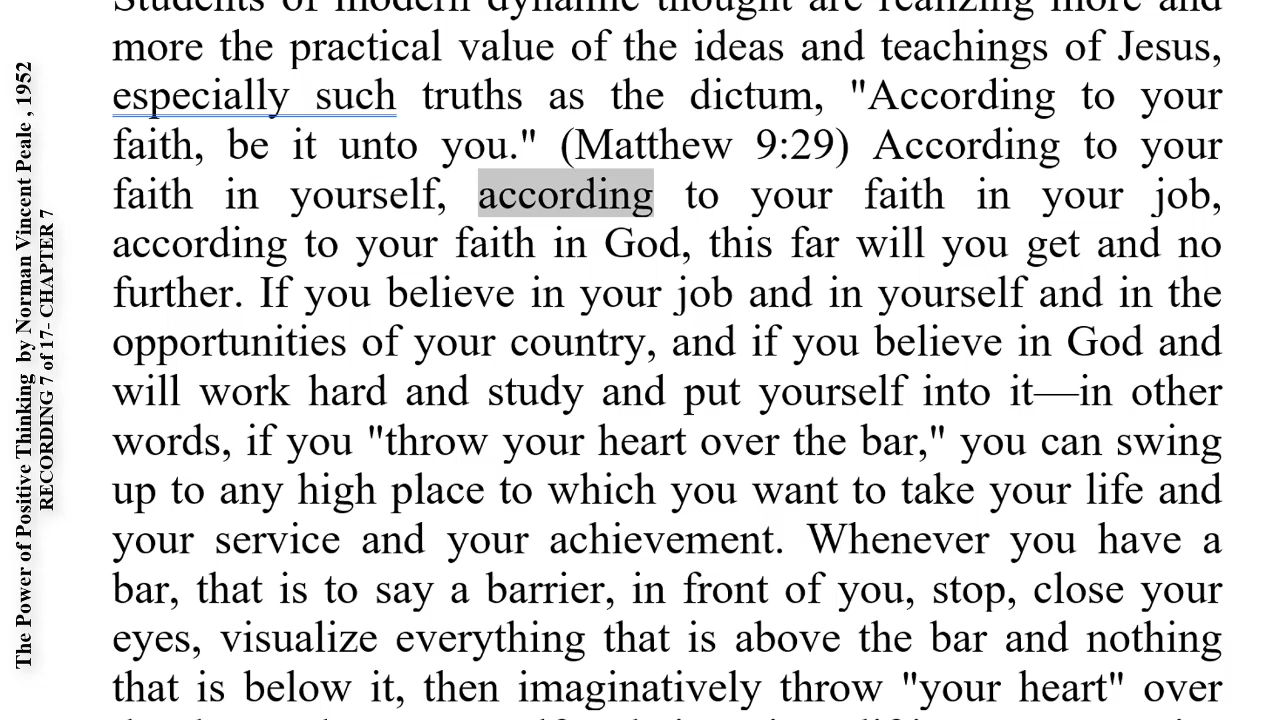 Students of modern dynamic thought are realizing more and
more the practical value of the ideas and teachings of Jesus,
especially such truths as the dictum, "According to your
faith, be it unto you." (Matthew 9:29) According to your
faith in yourself, according to your faith in your job,
according to your faith in God, this far will you get and no
further. If you believe in your job and in yourself and in the
opportunities of your country, and if you believe in God and
will work hard and study and put yourself into it—in other
words, if you "throw your heart over the bar," you can swing
up to any high place to which you want to take your life and
your service and your achievement. Whenever you have a
bar, that is to say a barrier, in front of you, stop, close your
eyes, visualize everything that is above the bar and nothing
that is below it, then imaginatively throw "your heart" over
The Power of Positive Thinking by Norman Vincent Peale , 1952
RECORDING 7 of 17- CHAPTER 7